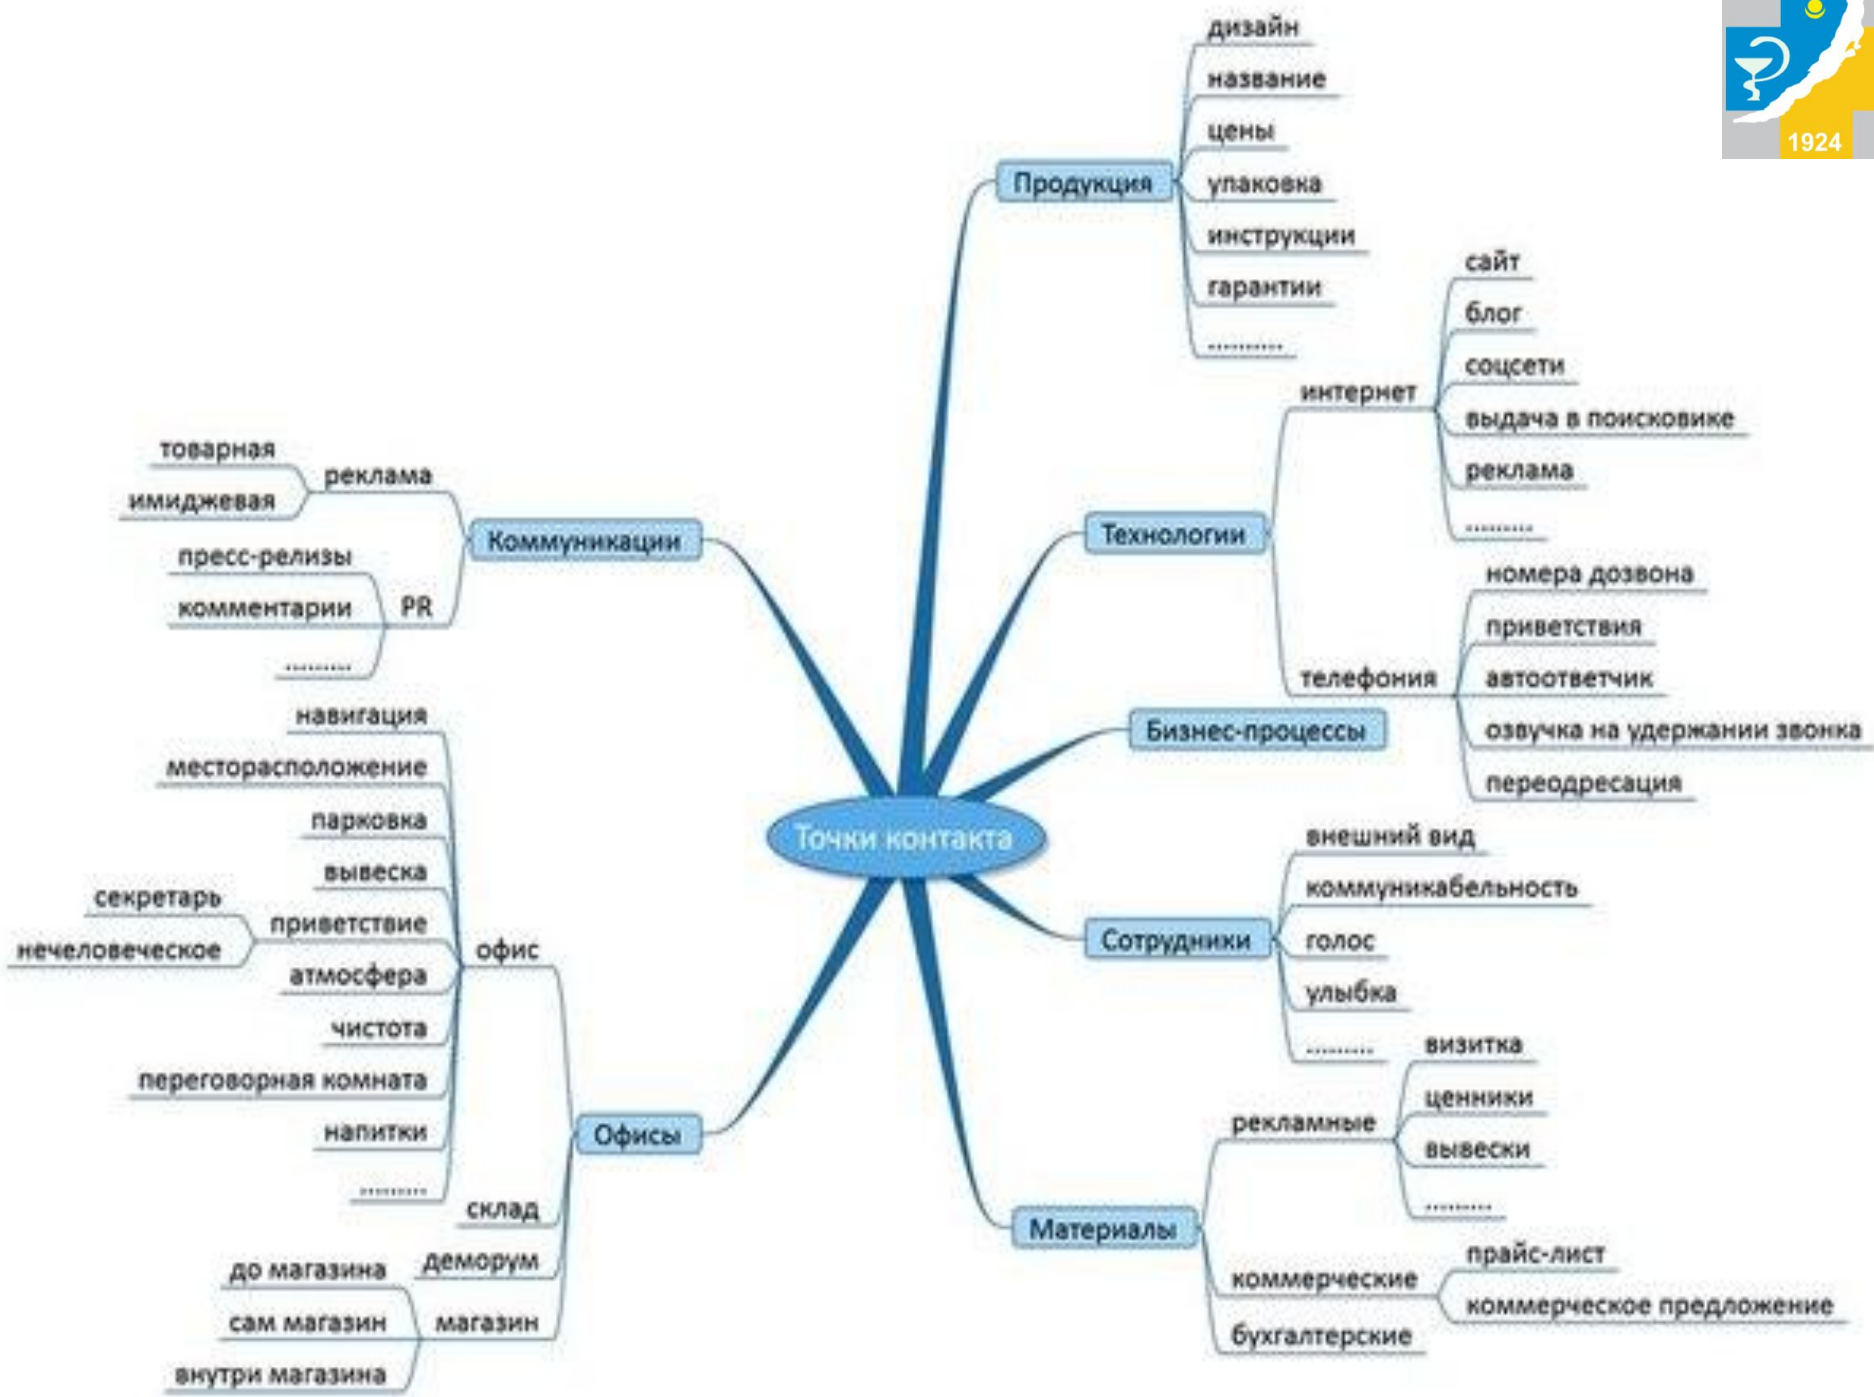 1924
Точки контакта
Продукция
дизайн
название
цены
упаковка
инструкции
гарантии
..........
Технологии
интернет
сайт
блог
соцсети
выдача в поисковике
реклама
.........
телефония
номера дозвона
приветствия
автоответчик
озвучка на удержании звонка
переодресация
Бизнес-процессы
Сотрудники
внешний вид
коммуникабельность
голос
улыбка
.........
Материалы
рекламные
визитка
ценники
вывески
.........
коммерческие
прайс-лист
коммерческое предложение
бухгалтерские
Коммуникации
реклама
товарная
имиджевая
PR
пресс-релизы
комментарии
.........
Офисы
офис
навигация
месторасположение
парковка
вывеска
приветствие
секретарь
нечеловеческое
атмосфера
чистота
переговорная комната
напитки
.........
склад
деморум
магазин
до магазина
сам магазин
внутри магазина